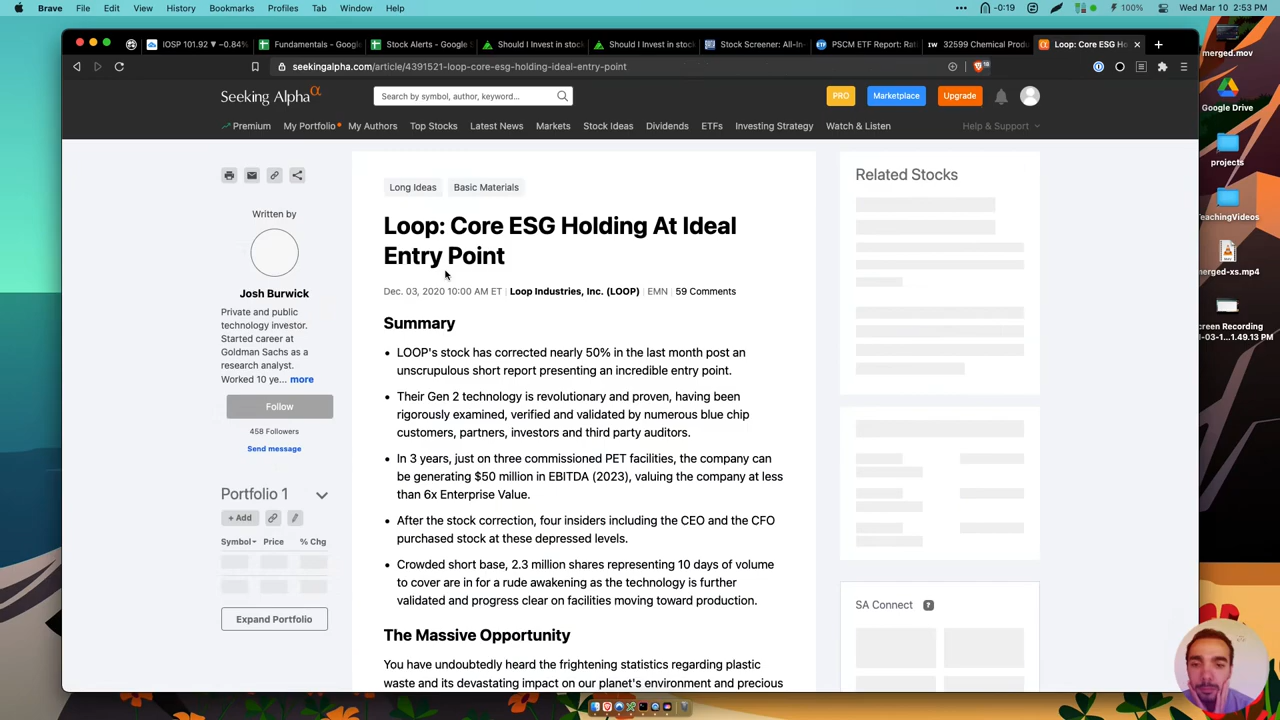 Brave File Edit View History Bookmarks Profiles Tab Window Help
-0:19 100% Wed Mar 10 2:53 PM
IOSP 101.92 ▼ −0.84%
Fundamentals - Google
Stock Alerts - Google
Should I Invest in stock
Should I Invest in stock
Stock Screener: All-In
PSCM ETF Report: Rat
32599 Chemical Produ
Loop: Core ESG Ho
seekingalpha.com/article/4391521-loop-core-esg-holding-ideal-entry-point
Seeking Alpha α
Search by symbol, author, keyword...
PRO
Marketplace
Upgrade
Premium My Portfolio My Authors Top Stocks Latest News Markets Stock Ideas Dividends ETFs Investing Strategy Watch & Listen Help & Support
Long Ideas Basic Materials
Loop: Core ESG Holding At Ideal
Entry Point
Dec. 03, 2020 10:00 AM ET | Loop Industries, Inc. (LOOP) | EMN | 59 Comments
Summary
• LOOP's stock has corrected nearly 50% in the last month post an
unscrupulous short report presenting an incredible entry point.
• Their Gen 2 technology is revolutionary and proven, having been
rigorously examined, verified and validated by numerous blue chip
customers, partners, investors and third party auditors.
• In 3 years, just on three commissioned PET facilities, the company can
be generating $50 million in EBITDA (2023), valuing the company at less
than 6x Enterprise Value.
• After the stock correction, four insiders including the CEO and the CFO
purchased stock at these depressed levels.
• Crowded short base, 2.3 million shares representing 10 days of volume
to cover are in for a rude awakening as the technology is further
validated and progress clear on facilities moving toward production.
The Massive Opportunity
You have undoubtedly heard the frightening statistics regarding plastic
waste and its devastating impact on our planet's environment and precious
Written by
Josh Burwick
Private and public
technology investor.
Started career at
Goldman Sachs as a
research analyst.
Worked 10 ye... more
Follow
458 Followers
Send message
Portfolio 1
+ Add
Symbol Price % Chg
Expand Portfolio
Related Stocks
SA Connect ?
merged.mov
Google Drive
projects
TeachingVideos
merged-xs.mp4
creen Recording
1-03-1...1.49.13 PM